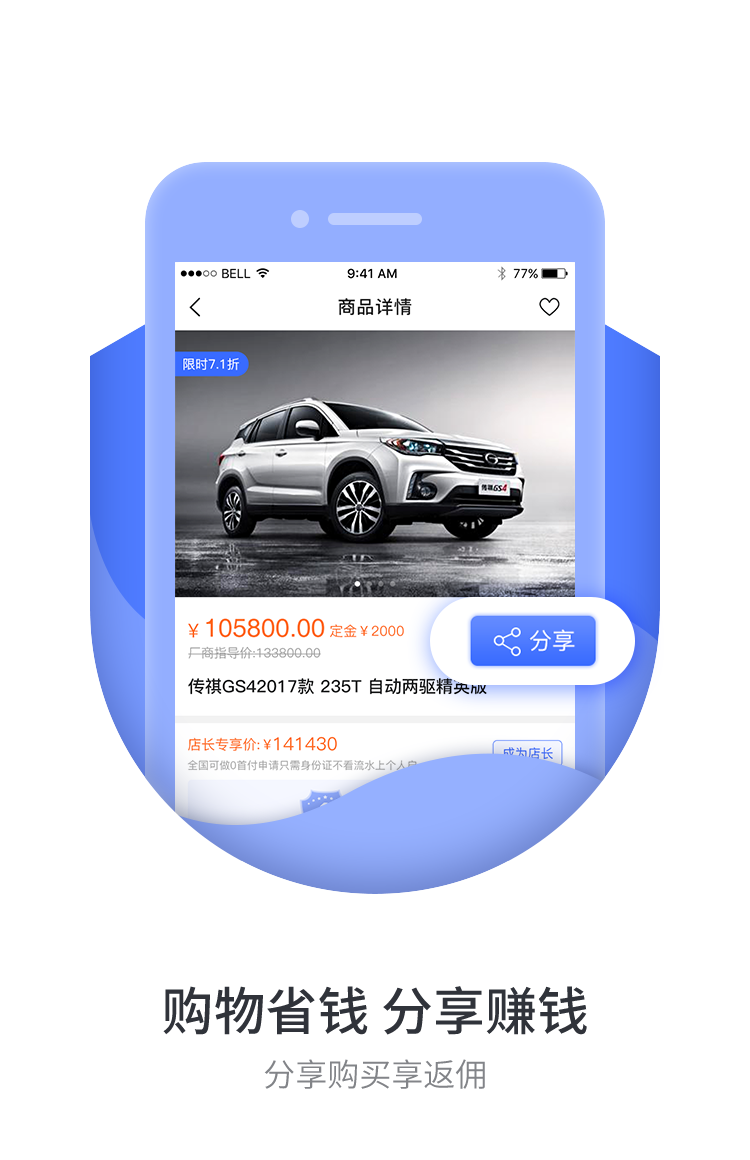 BELL 9:41 AM 77%
商品详情
限时7.1折
传祺GS4
¥ 105800.00 定金 ¥ 2000
分享
厂商指导价:133800.00
传祺GS42017款 235T 自动两驱精英版
店长专享价: ¥141430
成为店长
全国可做0首付申请只需身份证不看流水上个人户
购物省钱 分享赚钱
分享购买享返佣